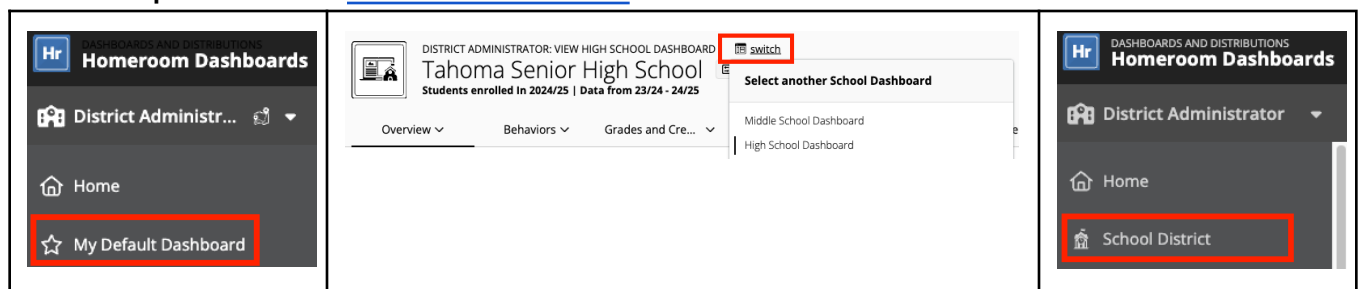 Hr
DASHBOARDS AND DISTRIBUTIONS
Homeroom Dashboards
District Administr...
Home
My Default Dashboard
DISTRICT ADMINISTRATOR: VIEW HIGH SCHOOL DASHBOARD switch
Tahoma Senior High School
Students enrolled In 2024/25 | Data from 23/24 - 24/25
Overview Behaviors Grades and Cre...
Select another School Dashboard
Middle School Dashboard
High School Dashboard
Hr
DASHBOARDS AND DISTRIBUTIONS
Homeroom Dashboards
District Administrator
Home
School District